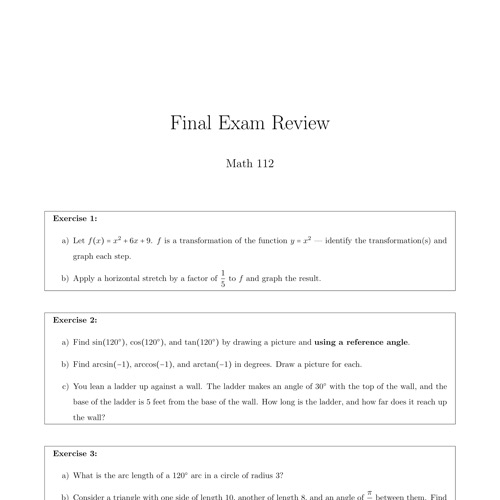 Final Exam Review
Math 112
Exercise 1:
a) Let f(x) = x² + 6x + 9. f is a transformation of the function y = x² — identify the transformation(s) and
graph each step.
b) Apply a horizontal stretch by a factor of 1/5 to f and graph the result.
Exercise 2:
a) Find sin(120°), cos(120°), and tan(120°) by drawing a picture and using a reference angle.
b) Find arcsin(−1), arccos(−1), and arctan(−1) in degrees. Draw a picture for each.
c) You lean a ladder up against a wall. The ladder makes an angle of 30° with the top of the wall, and the
base of the ladder is 5 feet from the base of the wall. How long is the ladder, and how far does it reach up
the wall?
Exercise 3:
a) What is the arc length of a 120° arc in a circle of radius 3?
b) Consider a triangle with one side of length 10, another of length 8, and an angle of π between them. Find